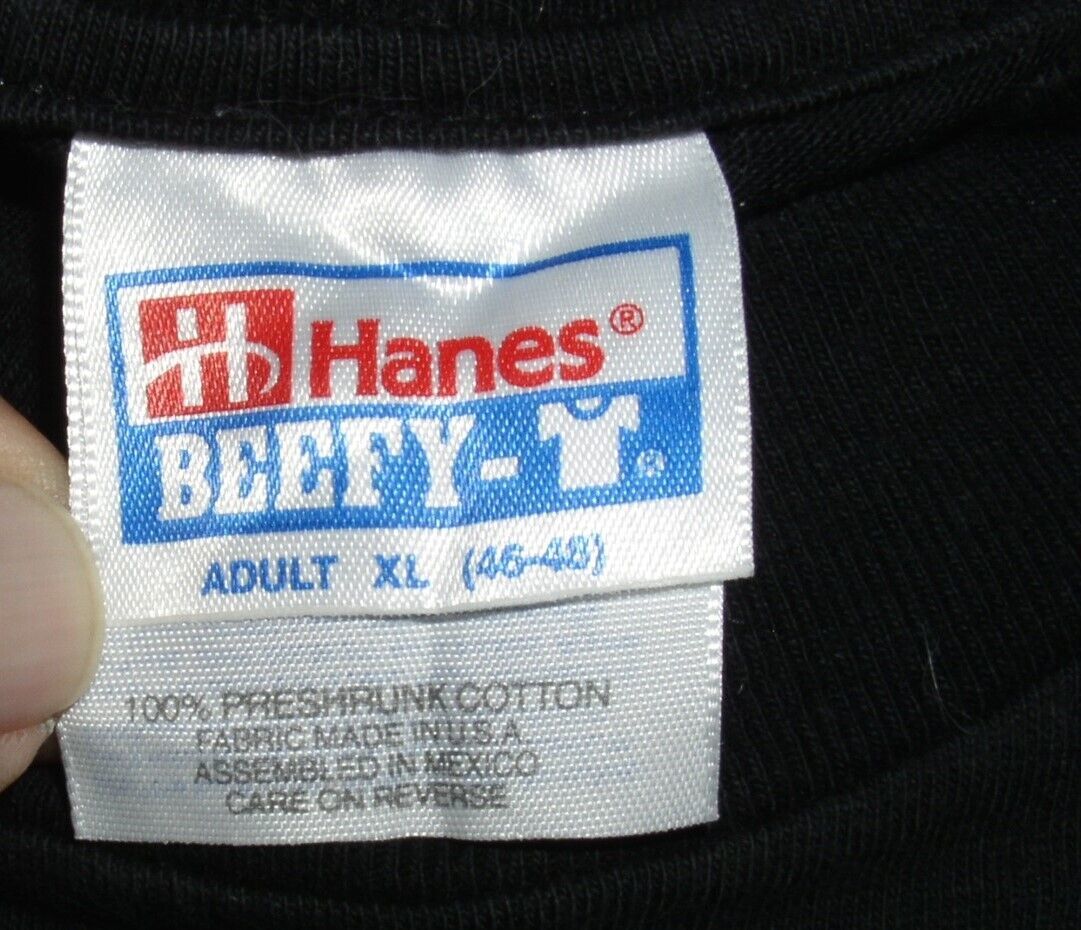 H Hanes®
BEEFY-T®
ADULT XL (46-48)
100% PRESHRUNK COTTON
FABRIC MADE IN U.S.A
ASSEMBLED IN MEXICO
CARE ON REVERSE